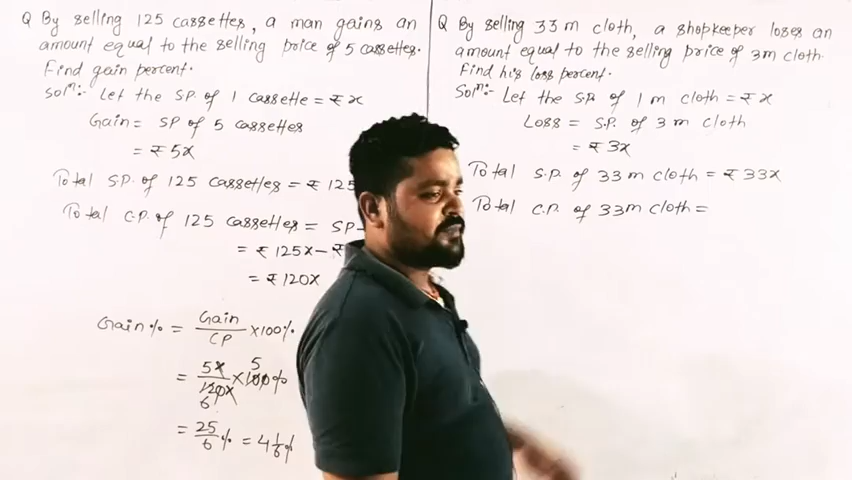 Q By selling 125 cassettes, a man gains an
amount equal to the selling price of 5 cassettes.
Find gain percent.
Solⁿ:- Let the S.P. of 1 cassette = ₹ x
Gain = SP of 5 cassettes
= ₹ 5x
Total S.P. of 125 cassettes = ₹ 125
Total C.P. of 125 cassettes = SP-
= ₹ 125x - ₹
= ₹ 120x
Gain % = Gain/CP × 100%
= 5x/120x × 100% 5 6
= 25/6 % = 4 1/6 %
Q By selling 33 m cloth, a shopkeeper loses an
amount equal to the selling price of 3m cloth.
Find his loss percent.
Solⁿ:- Let the S.P. of 1 m cloth = ₹ x
Loss = S.P. of 3 m cloth
= ₹ 3x
Total S.P. of 33 m cloth = ₹ 33x
Total C.P. of 33m cloth =